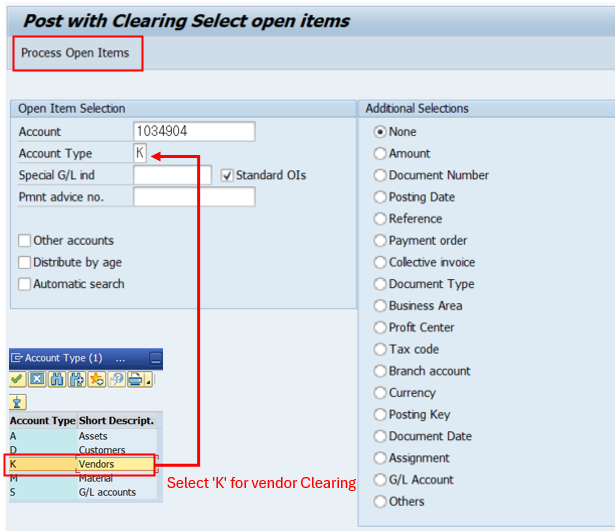 Post with Clearing Select open items
Process Open Items
Open Item Selection
Account 1034904
Account Type K
Special G/L ind Standard OIs
Pmnt advice no.
Other accounts
Distribute by age
Automatic search
Additional Selections
None
Amount
Document Number
Posting Date
Reference
Payment order
Collective invoice
Document Type
Business Area
Profit Center
Tax code
Branch account
Currency
Posting Key
Document Date
Assignment
G/L Account
Others
Account Type (1) ...
Account Type Short Descript.
A Assets
D Customers
K Vendors
M Material
S G/L accounts
Select 'K' for vendor Clearing